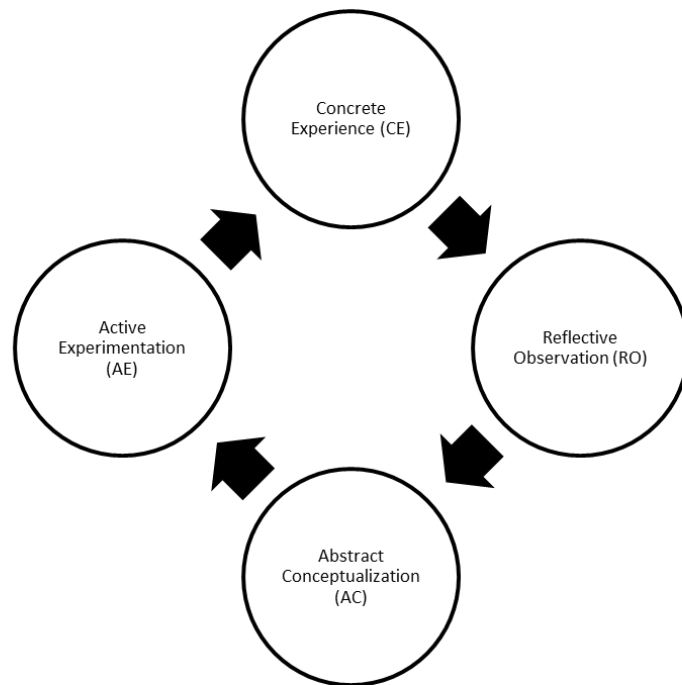 Concrete
Experience (CE)
Reflective
Observation (RO)
Abstract
Conceptualization
(AC)
Active
Experimentation
(AE)